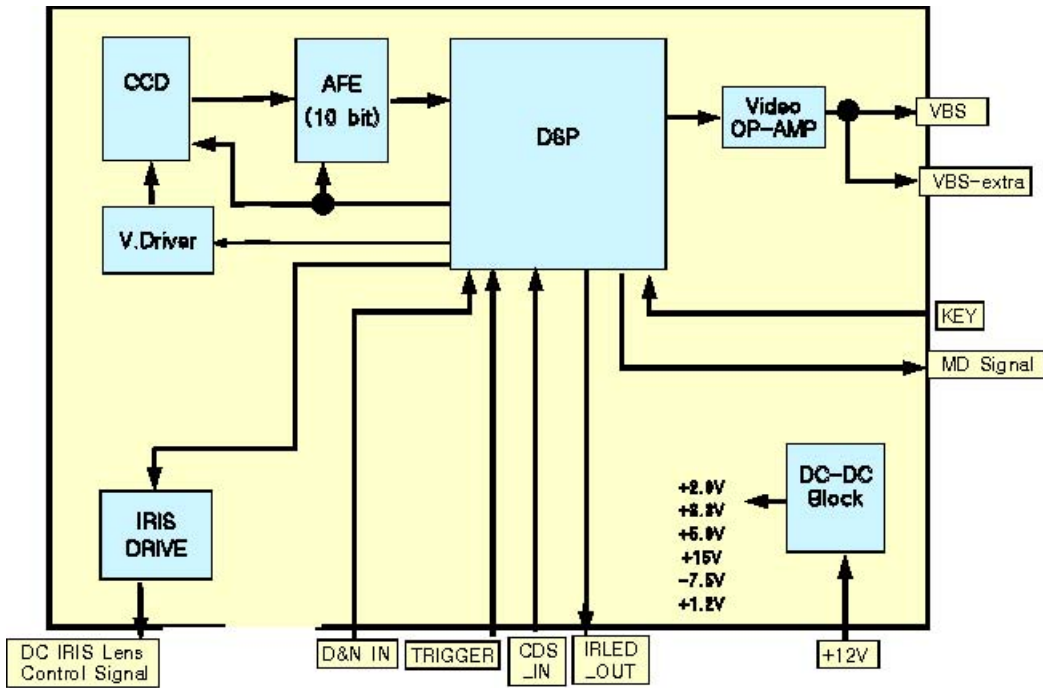 CCD
AFE
(10 bit)
DSP
Video
OP-AMP
VBS
VBS-extra
V.Driver
KEY
MD Signal
DC-DC
Block
+15V
-7.5V
+1.2V
IRIS
DRIVE
DC IRIS Lens
Control Signal
D&N IN
TRIGGER
CDS
_IN
IRLED
_OUT
+12V